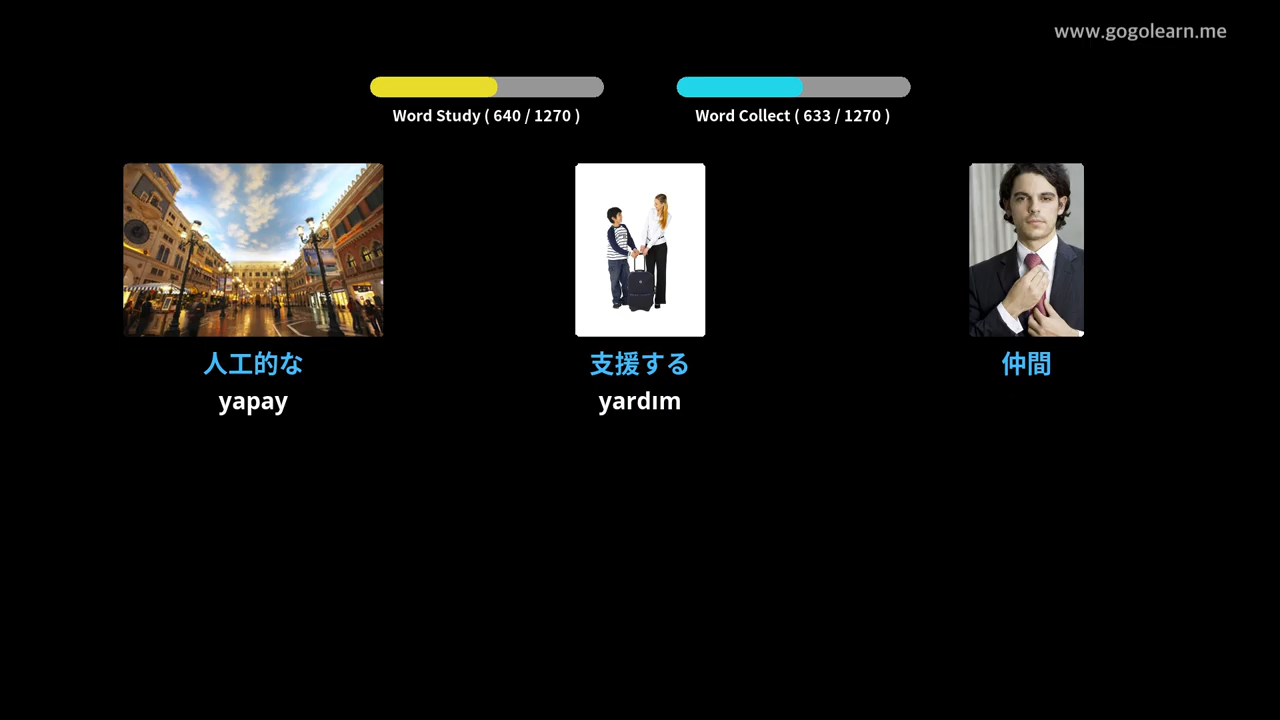 www.gogolearn.me
Word Study ( 640 / 1270 )
Word Collect ( 633 / 1270 )
人工的な
支援する
仲間
yapay
yardım